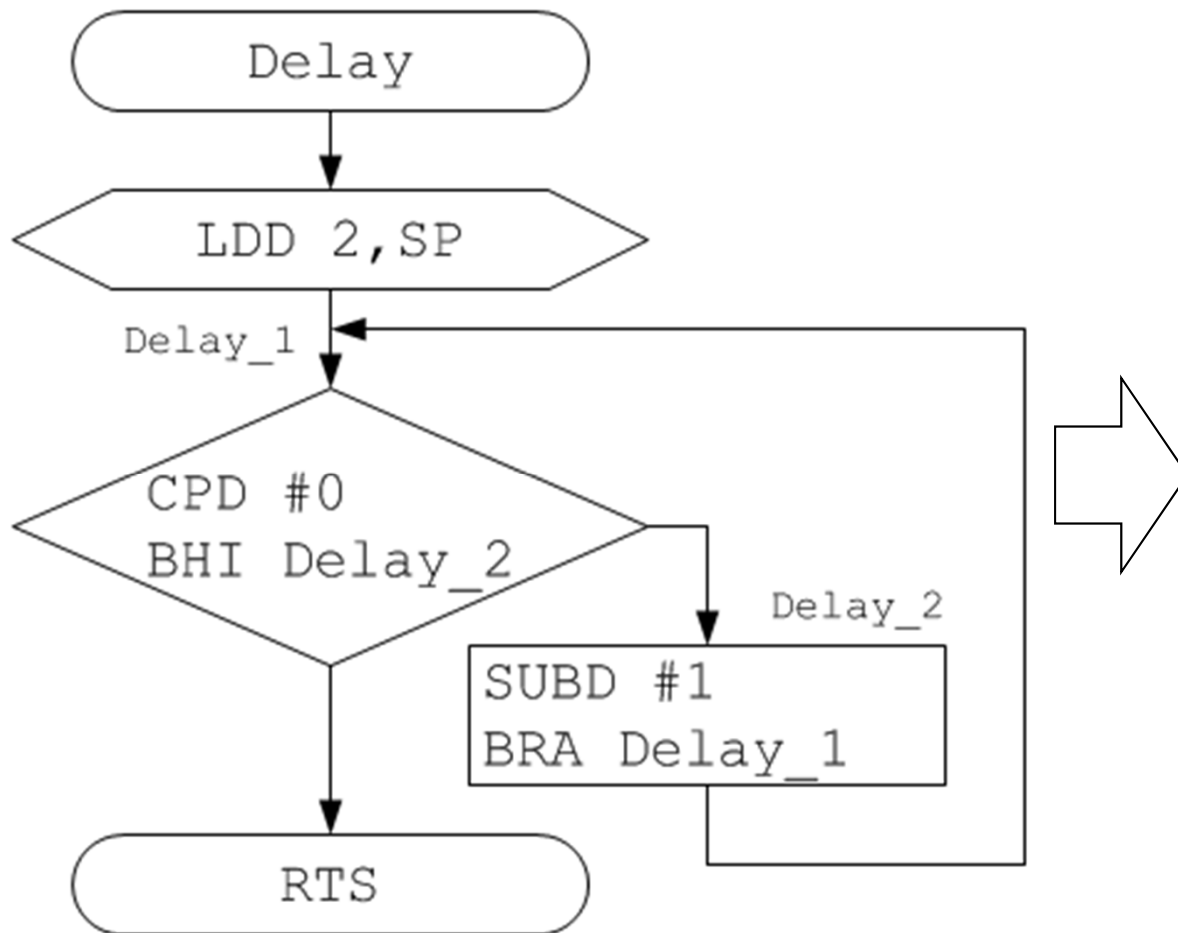 Delay
LDD 2,SP
Delay_1
CPD #0
BHI Delay_2
Delay_2
SUBD #1
BRA Delay_1
RTS